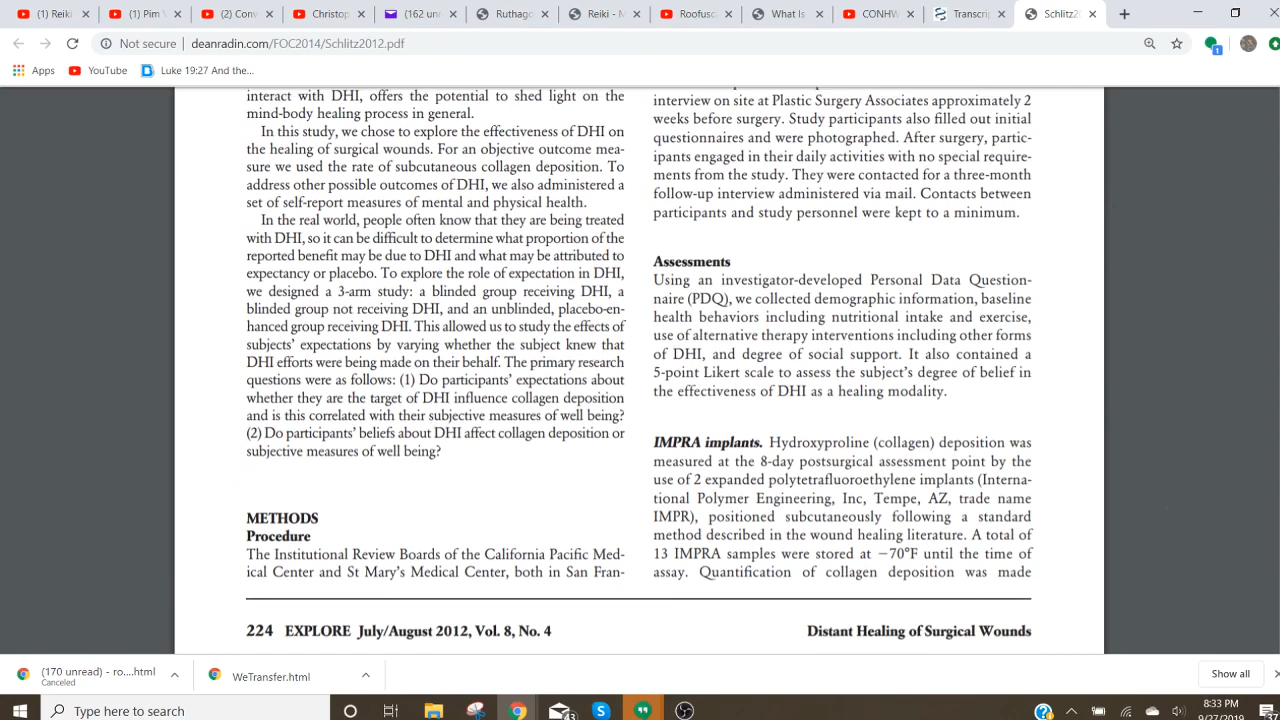 (1) Reiki
(1) Pim V
(2) Conv
Christop
(162 unr
Ruthago
Reiki - M
Roofusc
What Is
CONHW
Transcrip
Schlitz20
Not secure | deanradin.com/FOC2014/Schlitz2012.pdf
1
Apps
YouTube
Luke 19:27 And the...
interact with DHI, offers the potential to shed light on the
mind-body healing process in general.
In this study, we chose to explore the effectiveness of DHI on
the healing of surgical wounds. For an objective outcome mea-
sure we used the rate of subcutaneous collagen deposition. To
address other possible outcomes of DHI, we also administered a
set of self-report measures of mental and physical health.
In the real world, people often know that they are being treated
with DHI, so it can be difficult to determine what proportion of the
reported benefit may be due to DHI and what may be attributed to
expectancy or placebo. To explore the role of expectation in DHI,
we designed a 3-arm study: a blinded group receiving DHI, a
blinded group not receiving DHI, and an unblinded, placebo-en-
hanced group receiving DHI. This allowed us to study the effects of
subjects' expectations by varying whether the subject knew that
DHI efforts were being made on their behalf. The primary research
questions were as follows: (1) Do participants' expectations about
whether they are the target of DHI influence collagen deposition
and is this correlated with their subjective measures of well being?
(2) Do participants' beliefs about DHI affect collagen deposition or
subjective measures of well being?
METHODS
Procedure
The Institutional Review Boards of the California Pacific Med-
ical Center and St Mary's Medical Center, both in San Fran-
interview on site at Plastic Surgery Associates approximately 2
weeks before surgery. Study participants also filled out initial
questionnaires and were photographed. After surgery, partic-
ipants engaged in their daily activities with no special require-
ments from the study. They were contacted for a three-month
follow-up interview administered via mail. Contacts between
participants and study personnel were kept to a minimum.
Assessments
Using an investigator-developed Personal Data Question-
naire (PDQ), we collected demographic information, baseline
health behaviors including nutritional intake and exercise,
use of alternative therapy interventions including other forms
of DHI, and degree of social support. It also contained a
5-point Likert scale to assess the subject's degree of belief in
the effectiveness of DHI as a healing modality.
IMPRA implants. Hydroxyproline (collagen) deposition was
measured at the 8-day postsurgical assessment point by the
use of 2 expanded polytetrafluoroethylene implants (Interna-
tional Polymer Engineering, Inc, Tempe, AZ, trade name
IMPR), positioned subcutaneously following a standard
method described in the wound healing literature. A total of
13 IMPRA samples were stored at −70°F until the time of
assay. Quantification of collagen deposition was made
224 EXPLORE July/August 2012, Vol. 8, No. 4
Distant Healing of Surgical Wounds
(170 unread) - ro....html
Canceled
WeTransfer.html
Show all
Type here to search
43
8:33 PM
9/27/2019